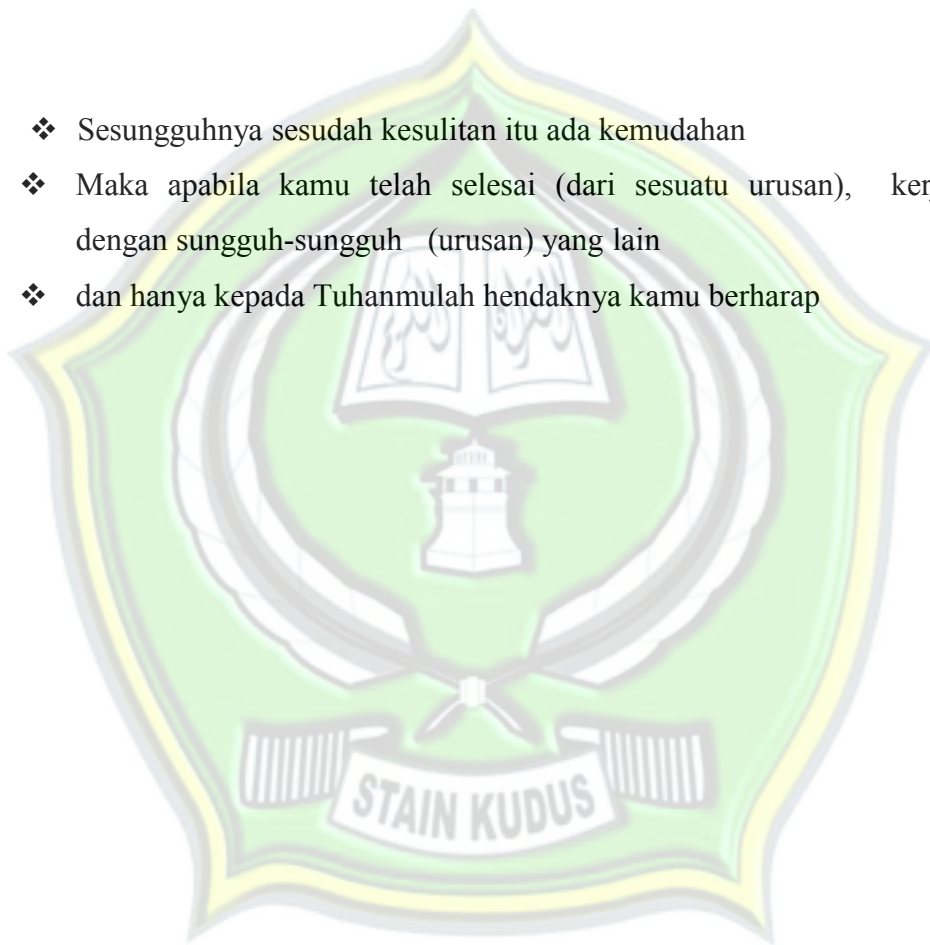 ❖ Sesungguhnya sesudah kesulitan itu ada kemudahan
❖ Maka apabila kamu telah selesai (dari sesuatu urusan),
dengan sungguh-sungguh (urusan) yang lain
❖ dan hanya kepada Tuhanmulah hendaknya kamu berharap
STAIN KUDUS